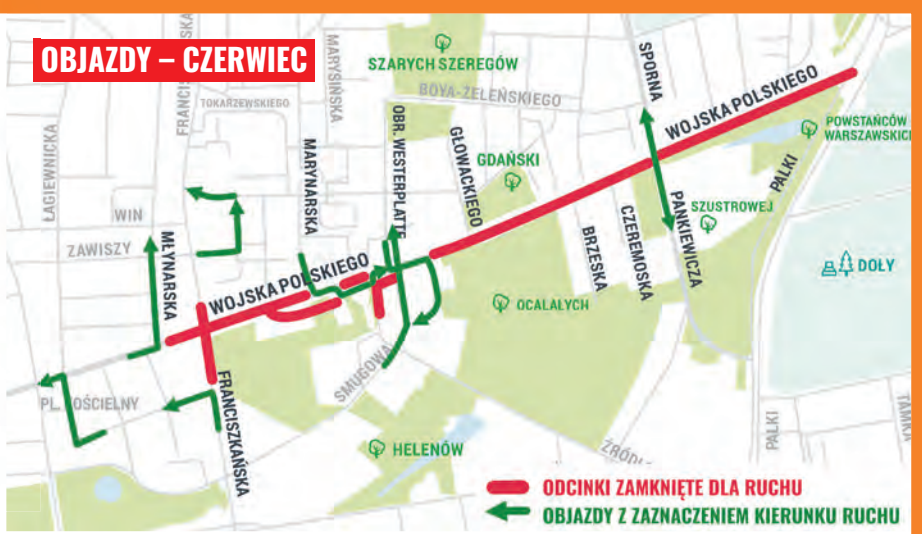 OBJAZDY – CZERWIEC
FRANCISZKAŃSKA
MARYSIŃSKA
SZARYCH SZEREGÓW
SPORNA
TOKARZEWSKIEGO
BOYA-ŻELEŃSKIEGO
WOJSKA POLSKIEGO
POWSTAŃCÓW
WARSZAWSKICH
ŁAGIEWNICKA
MARYNARSKA
OBR. WESTERPLATTE
GŁOWACKIEGO
GDAŃSKI
PALKI
WIN
ZAWISZY
MŁYNARSKA
SZUSTROWEJ
PANKIEWICZA
CZEREMOSKA
BRZESKA
DOŁY
WOJSKA POLSKIEGO
OCALAŁYCH
SMUGOWA
FRANCISZKAŃSKA
PL. KOŚCIELNY
HELENÓW
PALKI
TAMKA
ODCINKI ZAMKNIĘTE DLA RUCHU
OBJAZDY Z ZAZNACZENIEM KIERUNKU RUCHU